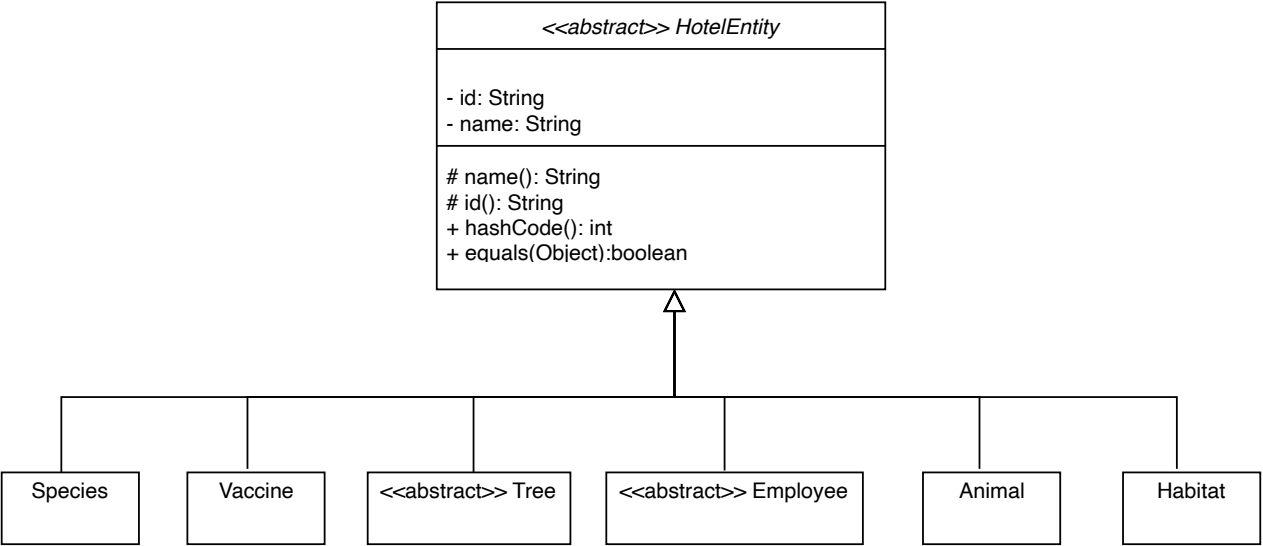 <<abstract>> HotelEntity
- id: String
- name: String
# name(): String
# id(): String
+ hashCode(): int
+ equals(Object):boolean
Species
Vaccine
<<abstract>> Tree
<<abstract>> Employee
Animal
Habitat